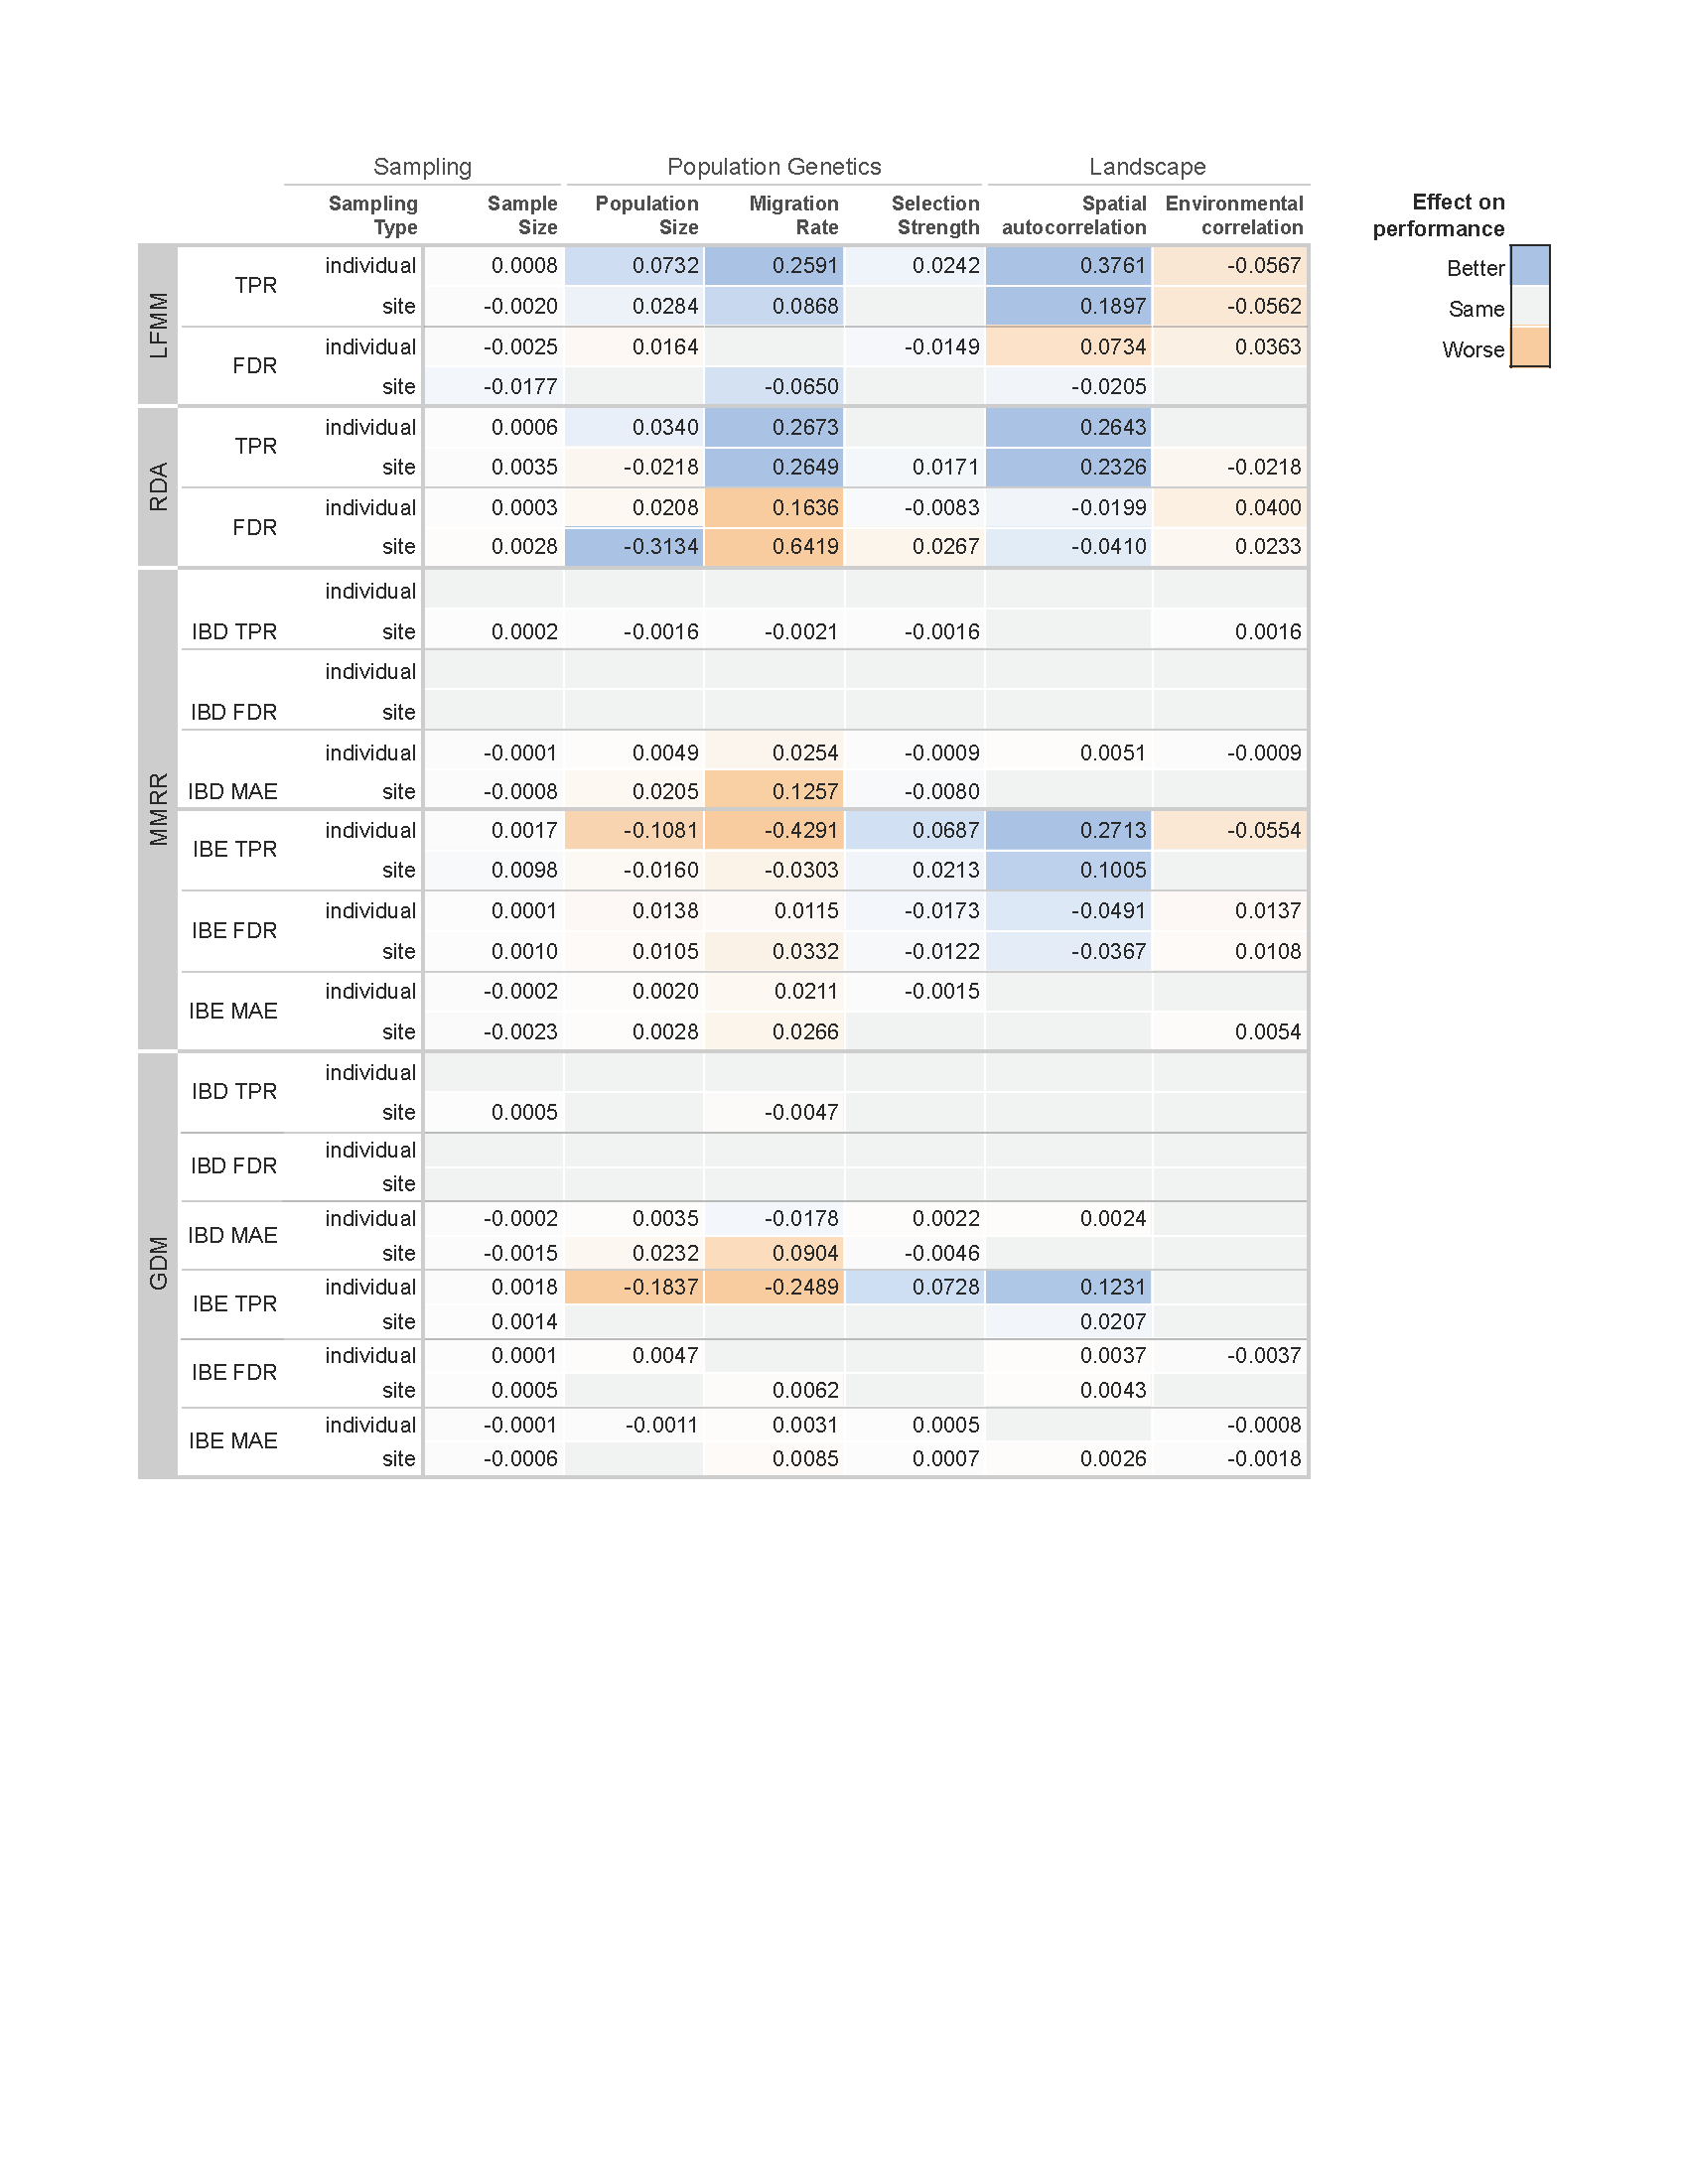 Sampling Population Genetics Landscape
Sampling Sample Population Migration Selection Spatial Environmental
Type Size Size Rate Strength autocorrelation correlation
Effect on
performance
Better
Same
Worse
LFMM
TPR
individual 0.0008 0.0732 0.2591 0.0242 0.3761 -0.0567
site -0.0020 0.0284 0.0868 0.1897 -0.0562
FDR
individual -0.0025 0.0164 -0.0149 0.0734 0.0363
site -0.0177 -0.0650 -0.0205
RDA
TPR
individual 0.0006 0.0340 0.2673 0.2643
site 0.0035 -0.0218 0.2649 0.0171 0.2326 -0.0218
FDR
individual 0.0003 0.0208 0.1636 -0.0083 -0.0199 0.0400
site 0.0028 -0.3134 0.6419 0.0267 -0.0410 0.0233
MMRR
individual
IBD TPR site 0.0002 -0.0016 -0.0021 -0.0016 0.0016
individual
IBD FDR site
individual -0.0001 0.0049 0.0254 -0.0009 0.0051 -0.0009
IBD MAE site -0.0008 0.0205 0.1257 -0.0080
IBE TPR
individual 0.0017 -0.1081 -0.4291 0.0687 0.2713 -0.0554
site 0.0098 -0.0160 -0.0303 0.0213 0.1005
IBE FDR
individual 0.0001 0.0138 0.0115 -0.0173 -0.0491 0.0137
site 0.0010 0.0105 0.0332 -0.0122 -0.0367 0.0108
IBE MAE
individual -0.0002 0.0020 0.0211 -0.0015
site -0.0023 0.0028 0.0266 0.0054
GDM
IBD TPR
individual
site 0.0005 -0.0047
IBD FDR
individual
site
IBD MAE
individual -0.0002 0.0035 -0.0178 0.0022 0.0024
site -0.0015 0.0232 0.0904 -0.0046
IBE TPR
individual 0.0018 -0.1837 -0.2489 0.0728 0.1231
site 0.0014 0.0207
IBE FDR
individual 0.0001 0.0047 0.0037 -0.0037
site 0.0005 0.0062 0.0043
IBE MAE
individual -0.0001 -0.0011 0.0031 0.0005 -0.0008
site -0.0006 0.0085 0.0007 0.0026 -0.0018